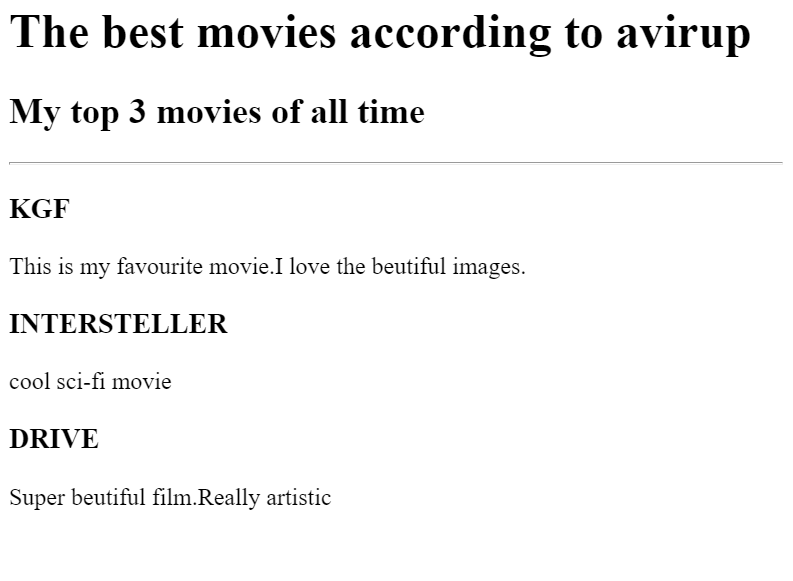 The best movies according to avirup
My top 3 movies of all time
KGF
This is my favourite movie.I love the beutiful images.
INTERSTELLER
cool sci-fi movie
DRIVE
Super beutiful film.Really artistic